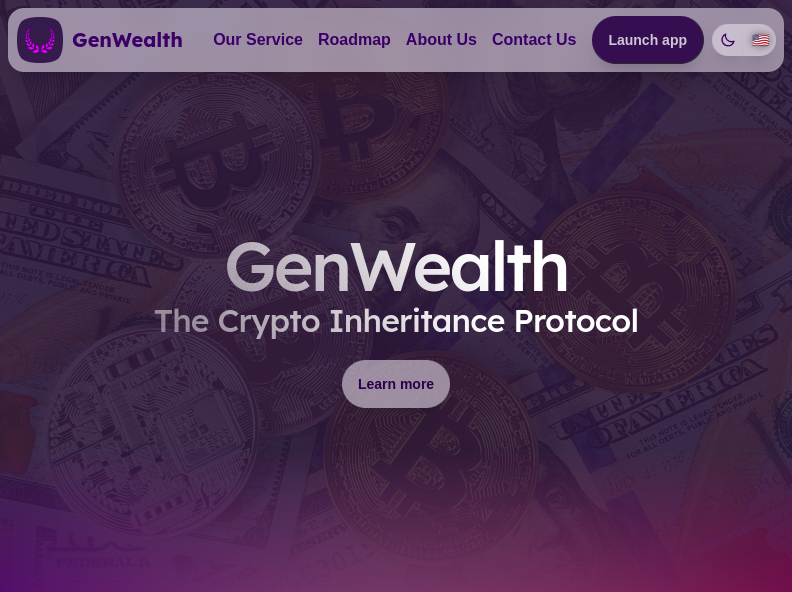 GenWealth
Our Service
Roadmap
About Us
Contact Us
Launch app
GenWealth
The Crypto Inheritance Protocol
Learn more